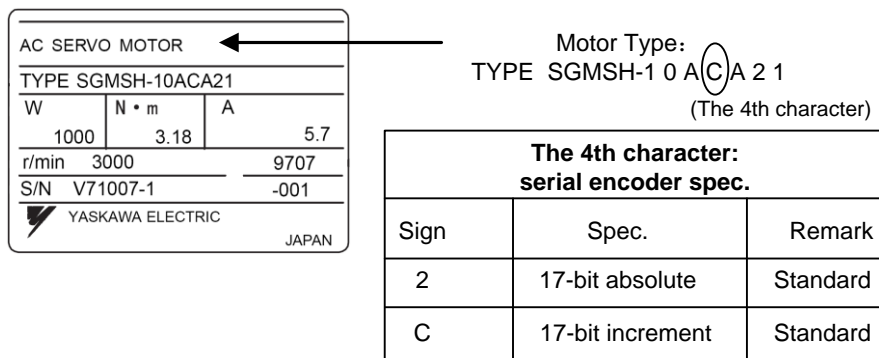 AC SERVO MOTOR
TYPE SGMSH-10ACA21
W N・m A
1000 3.18 5.7
r/min 3000 9707
S/N V71007-1 -001
YASKAWA ELECTRIC
JAPAN
Motor Type：
TYPE SGMSH-1 0 A C A 2 1
(The 4th character)
The 4th character:
serial encoder spec.
Sign Spec. Remark
2 17-bit absolute Standard
C 17-bit increment Standard